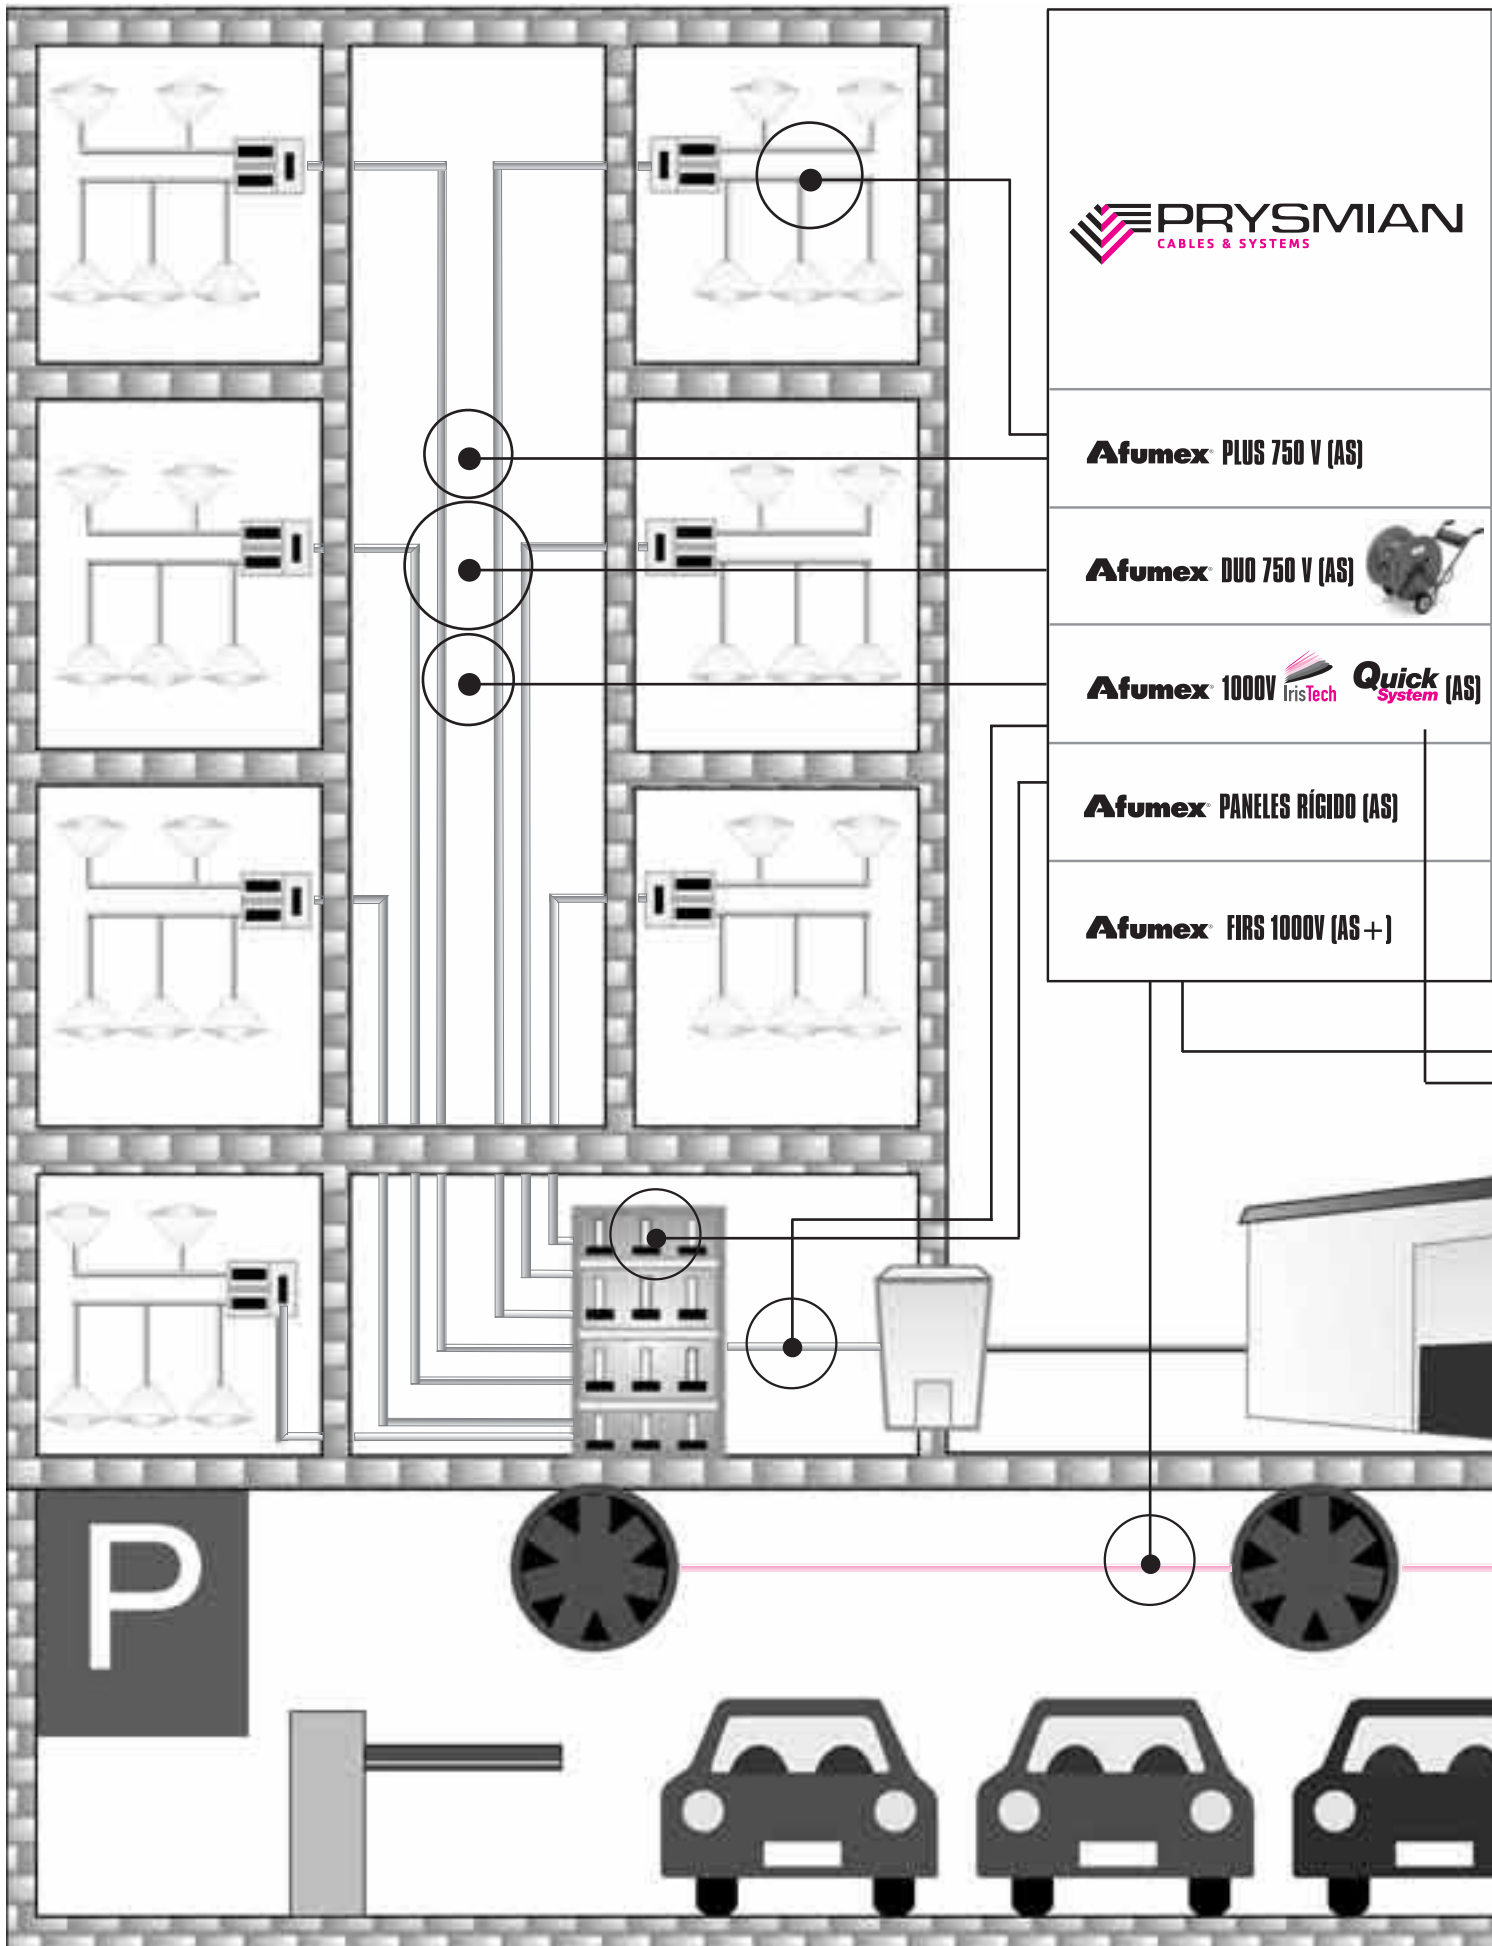 PRYSMIAN
CABLES & SYSTEMS
Afumex® PLUS 750 V (AS)
Afumex® DUO 750 V (AS)
Afumex® 1000V IrisTech Quick System (AS)
Afumex® PANELES RÍGIDO (AS)
Afumex® FIRS 1000V (AS+)
P